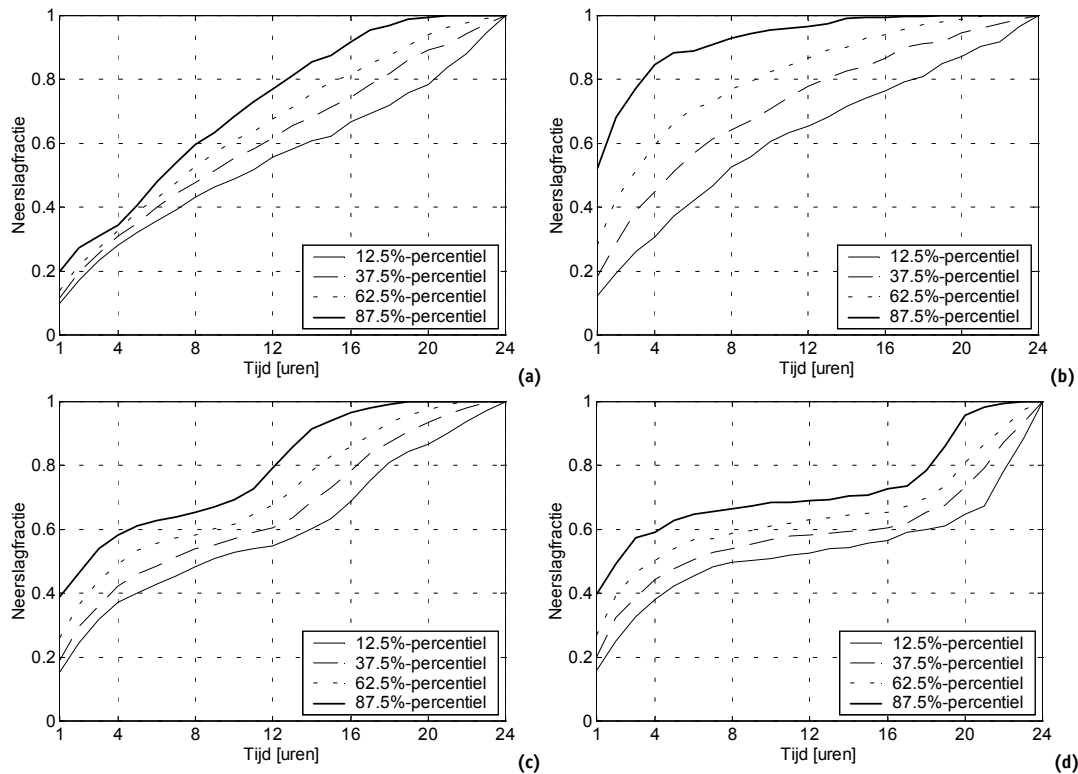 1
0.8
0.6
0.4
0.2
0
Neerslagfractie
12.5%-percentiel
37.5%-percentiel
62.5%-percentiel
87.5%-percentiel
1 4 8 12 16 20 24
Tijd [uren]
(a)
1
0.8
0.6
0.4
0.2
0
Neerslagfractie
12.5%-percentiel
37.5%-percentiel
62.5%-percentiel
87.5%-percentiel
1 4 8 12 16 20 24
Tijd [uren]
(b)
1
0.8
0.6
0.4
0.2
0
Neerslagfractie
12.5%-percentiel
37.5%-percentiel
62.5%-percentiel
87.5%-percentiel
1 4 8 12 16 20 24
Tijd [uren]
(c)
1
0.8
0.6
0.4
0.2
0
Neerslagfractie
12.5%-percentiel
37.5%-percentiel
62.5%-percentiel
87.5%-percentiel
1 4 8 12 16 20 24
Tijd [uren]
(d)